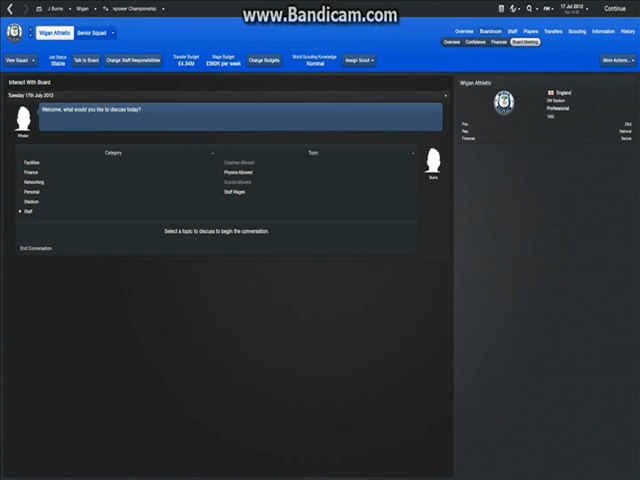 www.Bandicam.com
J Burns Wigan npower Championship
17 Jul 2012
Continue
Wigan Athletic Senior Squad
Overview Boardroom Staff Players Transfers Scouting Information History
Overview Confidence Finances Board Meeting
View Squad
Job Status
Stable
Talk to Board
Change Staff Responsibilities
Transfer Budget
£4.34M
Wage Budget
£360K per week
Change Budgets
World Scouting Knowledge
Nominal
Assign Scout
More Actions...
Interact With Board
Tuesday 17th July 2012
Welcome, what would you like to discuss today?
Whelan
Category Topic
Facilities Coaches Allowed
Finance Physios Allowed
Networking Scouts Allowed
Personal Staff Wages
Stadium
Staff
Burns
Select a topic to discuss to begin the conversation.
End Conversation
Wigan Athletic
England
DW Stadium
Professional
1932
Pos 23rd
Rep National
Finances Secure